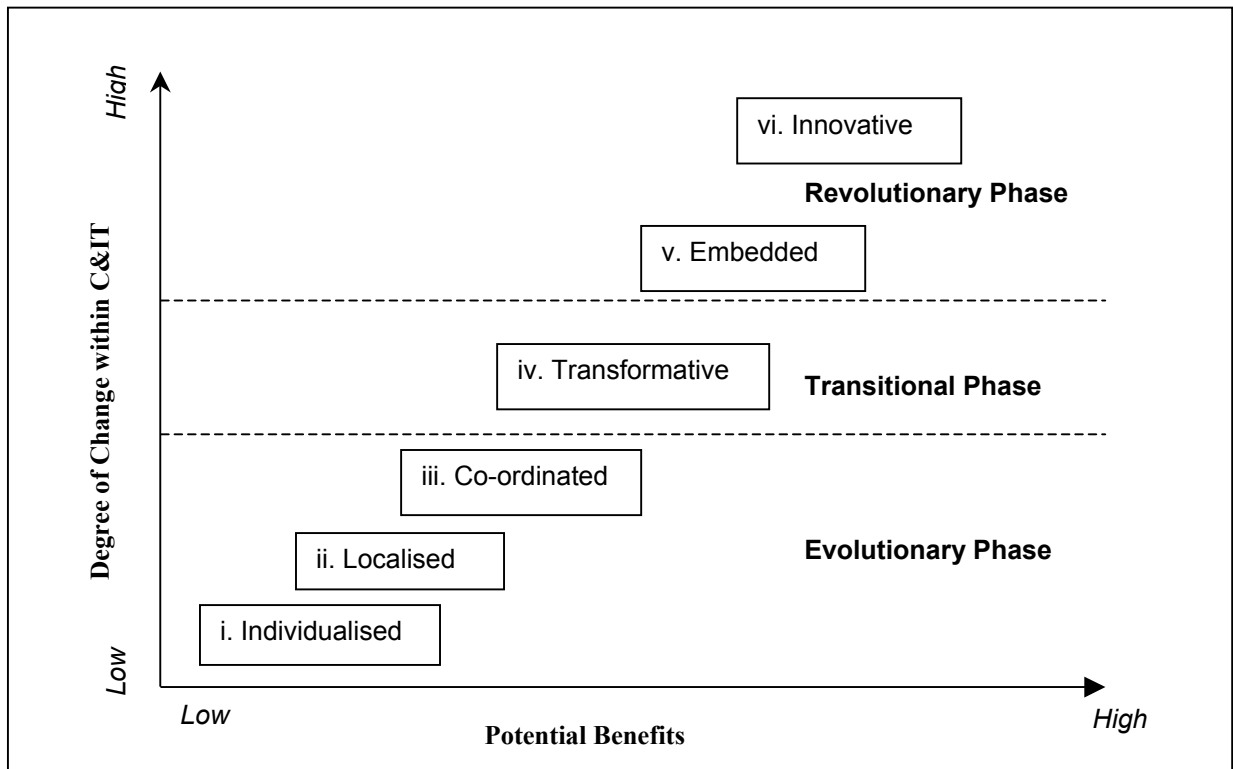 High
vi. Innovative
Revolutionary Phase
v. Embedded
Degree of Change within C&IT
iv. Transformative
Transitional Phase
iii. Co-ordinated
ii. Localised
Evolutionary Phase
i. Individualised
Low
Low
High
Potential Benefits